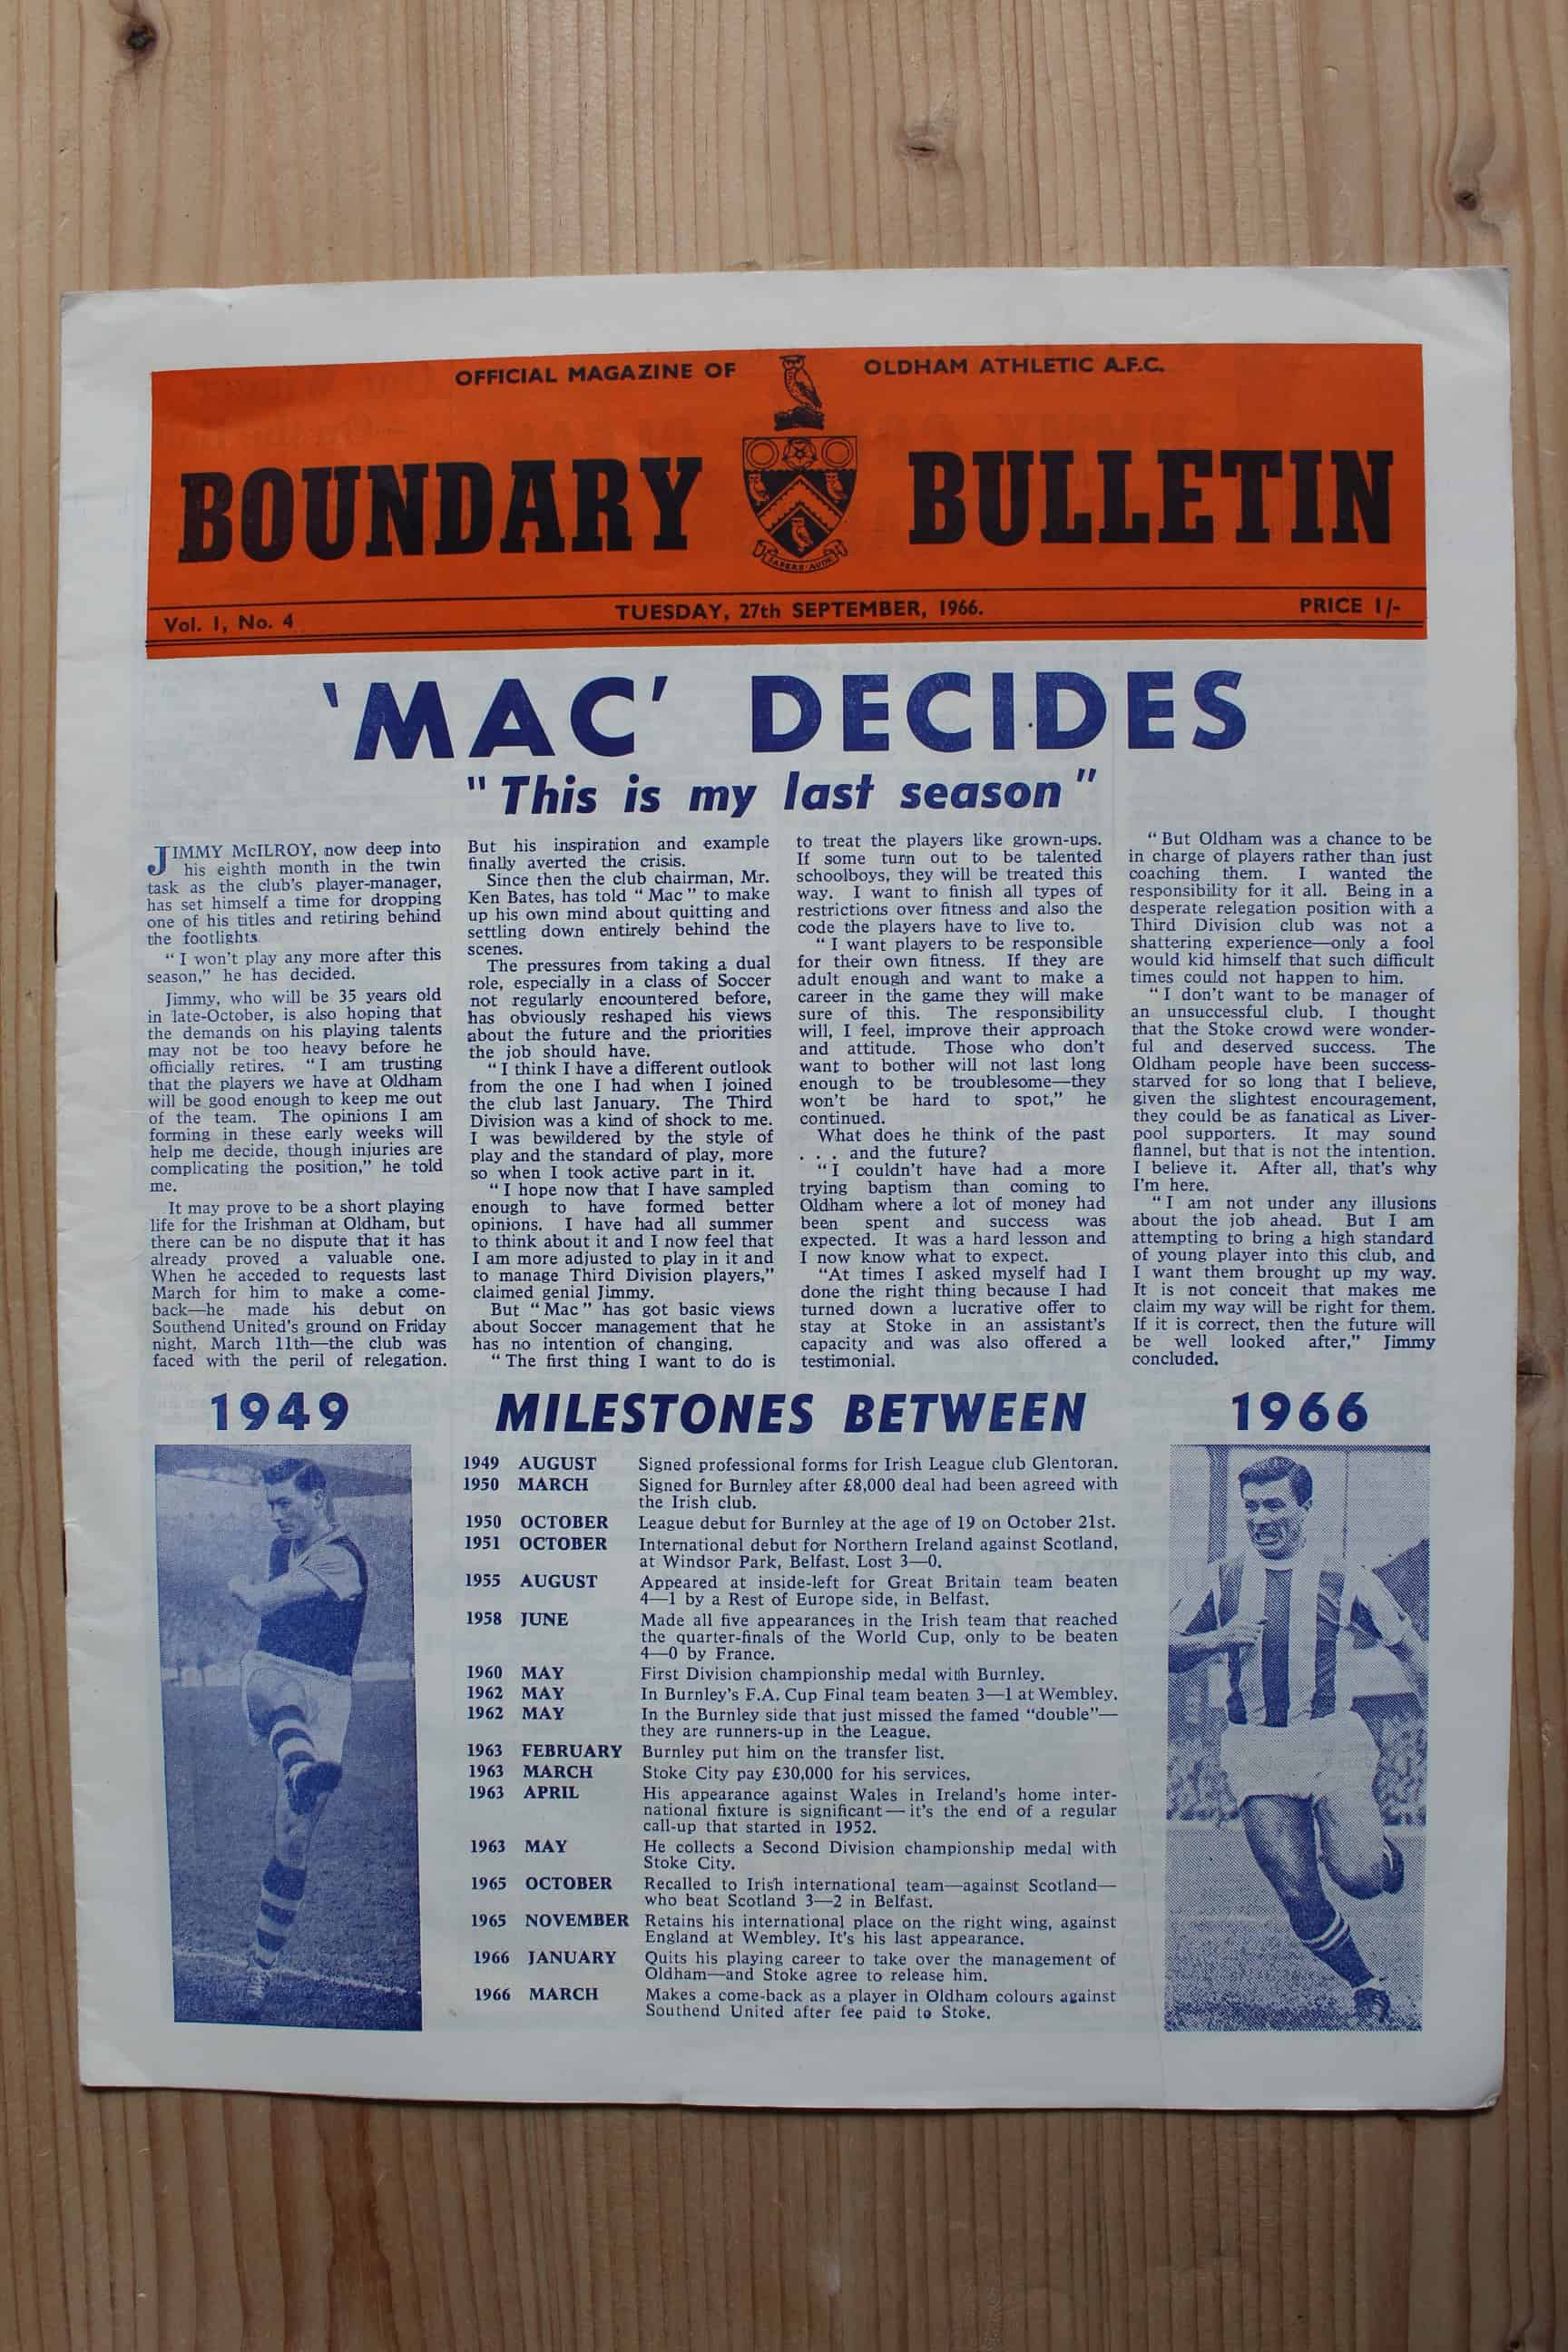 OFFICIAL MAGAZINE OF OLDHAM ATHLETIC A.F.C.
BOUNDARY BULLETIN
SAPERE AUDE
Vol. 1, No. 4 TUESDAY, 27th SEPTEMBER, 1966. PRICE 1/-
'MAC' DECIDES
"This is my last season"
JIMMY McILROY, now deep into
his eighth month in the twin
task as the club's player-manager,
has set himself a time for dropping
one of his titles and retiring behind
the footlights
"I won't play any more after this
season," he has decided.
Jimmy, who will be 35 years old
in late-October, is also hoping that
the demands on his playing talents
may not be too heavy before he
officially retires. "I am trusting
that the players we have at Oldham
will be good enough to keep me out
of the team. The opinions I am
forming in these early weeks will
help me decide, though injuries are
complicating the position," he told
me.
It may prove to be a short playing
life for the Irishman at Oldham, but
there can be no dispute that it has
already proved a valuable one.
When he acceded to requests last
March for him to make a come-
back—he made his debut on
Southend United's ground on Friday
night, March 11th—the club was
faced with the peril of relegation.
But his inspiration and example
finally averted the crisis.
Since then the club chairman, Mr.
Ken Bates, has told "Mac" to make
up his own mind about quitting and
settling down entirely behind the
scenes.
The pressures from taking a dual
role, especially in a class of Soccer
not regularly encountered before,
has obviously reshaped his views
about the future and the priorities
the job should have.
"I think I have a different outlook
from the one I had when I joined
the club last January. The Third
Division was a kind of shock to me.
I was bewildered by the style of
play and the standard of play, more
so when I took active part in it.
"I hope now that I have sampled
enough to have formed better
opinions. I have had all summer
to think about it and I now feel that
I am more adjusted to play in it and
to manage Third Division players,"
claimed genial Jimmy.
But "Mac" has got basic views
about Soccer management that he
has no intention of changing.
"The first thing I want to do is
to treat the players like grown-ups.
If some turn out to be talented
schoolboys, they will be treated this
way. I want to finish all types of
restrictions over fitness and also the
code the players have to live to.
"I want players to be responsible
for their own fitness. If they are
adult enough and want to make a
career in the game they will make
sure of this. The responsibility
will, I feel, improve their approach
and attitude. Those who don't
want to bother will not last long
enough to be troublesome—they
won't be hard to spot," he
continued.
What does he think of the past
. . . and the future?
"I couldn't have had a more
trying baptism than coming to
Oldham where a lot of money had
been spent and success was
expected. It was a hard lesson and
I now know what to expect.
"At times I asked myself had I
done the right thing because I had
turned down a lucrative offer to
stay at Stoke in an assistant's
capacity and was also offered a
testimonial.
"But Oldham was a chance to be
in charge of players rather than just
coaching them. I wanted the
responsibility for it all. Being in a
desperate relegation position with a
Third Division club was not a
shattering experience—only a fool
would kid himself that such difficult
times could not happen to him.
"I don't want to be manager of
an unsuccessful club. I thought
that the Stoke crowd were wonder-
ful and deserved success. The
Oldham people have been success-
starved for so long that I believe,
given the slightest encouragement,
they could be as fanatical as Liver-
pool supporters. It may sound
flannel, but that is not the intention.
I believe it. After all, that's why
I'm here.
"I am not under any illusions
about the job ahead. But I am
attempting to bring a high standard
of young player into this club, and
I want them brought up my way.
It is not conceit that makes me
claim my way will be right for them.
If it is correct, then the future will
be well looked after," Jimmy
concluded.
1949 MILESTONES BETWEEN 1966
1949 AUGUST Signed professional forms for Irish League club Glentoran.
1950 MARCH Signed for Burnley after £8,000 deal had been agreed with
the Irish club.
1950 OCTOBER League debut for Burnley at the age of 19 on October 21st.
1951 OCTOBER International debut for Northern Ireland against Scotland,
at Windsor Park, Belfast. Lost 3—0.
1955 AUGUST Appeared at inside-left for Great Britain team beaten
4—1 by a Rest of Europe side, in Belfast.
1958 JUNE Made all five appearances in the Irish team that reached
the quarter-finals of the World Cup, only to be beaten
4—0 by France.
1960 MAY First Division championship medal with Burnley.
1962 MAY In Burnley's F.A. Cup Final team beaten 3—1 at Wembley.
1962 MAY In the Burnley side that just missed the famed "double"—
they are runners-up in the League.
1963 FEBRUARY Burnley put him on the transfer list.
1963 MARCH Stoke City pay £30,000 for his services.
1963 APRIL His appearance against Wales in Ireland's home inter-
national fixture is significant—it's the end of a regular
call-up that started in 1952.
1963 MAY He collects a Second Division championship medal with
Stoke City.
1965 OCTOBER Recalled to Irish international team—against Scotland—
who beat Scotland 3—2 in Belfast.
1965 NOVEMBER Retains his international place on the right wing, against
England at Wembley. It's his last appearance.
1966 JANUARY Quits his playing career to take over the management of
Oldham—and Stoke agree to release him.
1966 MARCH Makes a come-back as a player in Oldham colours against
Southend United after fee paid to Stoke.